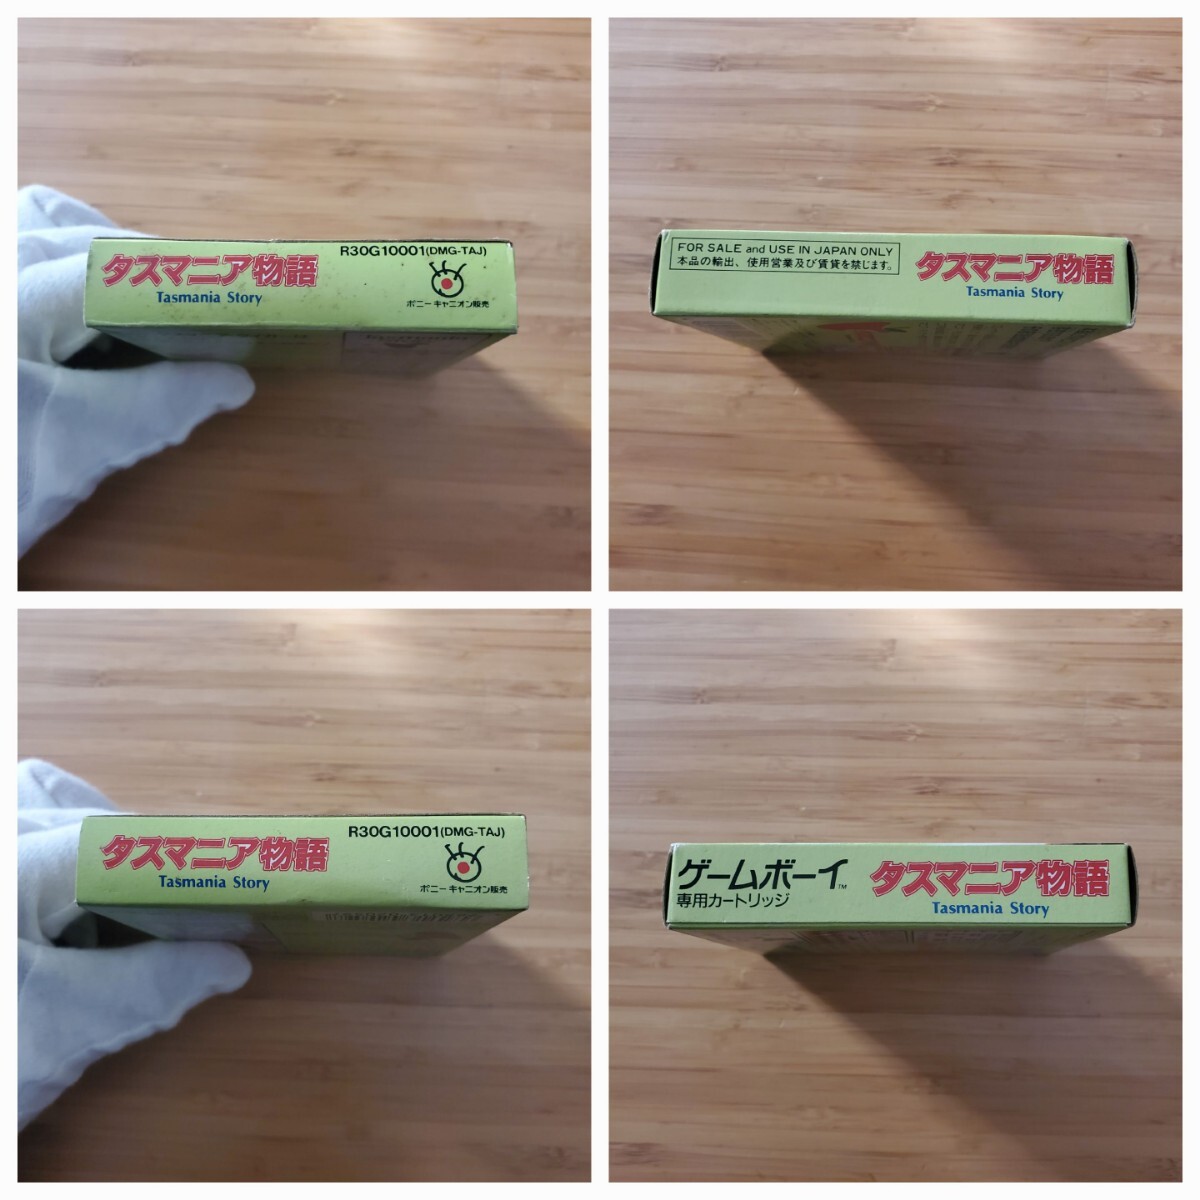 R30G10001(DMG-TAJ)
タスマニア物語
Tasmania Story
ポニーキャニオン販売
FOR SALE and USE IN JAPAN ONLY
本品の輸出、使用営業及び賃貸を禁じます。
タスマニア物語
Tasmania Story
R30G10001(DMG-TAJ)
タスマニア物語
Tasmania Story
ポニーキャニオン販売
ゲームボーイ™
専用カートリッジ
タスマニア物語
Tasmania Story